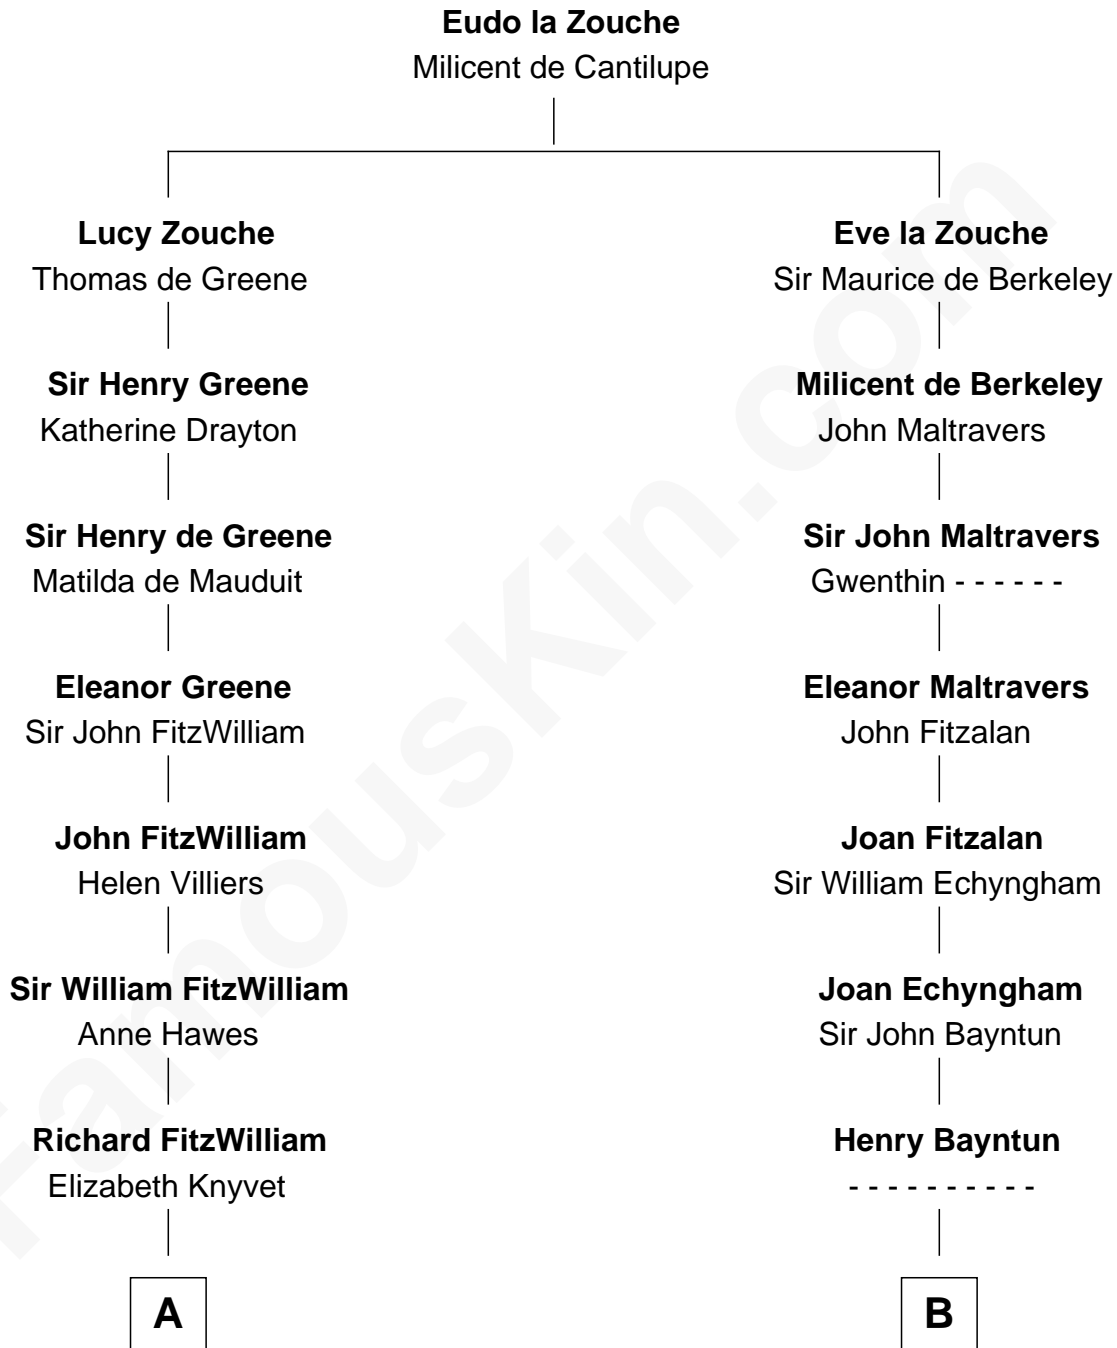 Eudo la Zouche
Milicent de Cantilupe
Lucy Zouche
Thomas de Greene
Eve la Zouche
Sir Maurice de Berkeley
Sir Henry Greene
Katherine Drayton
Milicent de Berkeley
John Maltravers
Sir Henry de Greene
Matilda de Mauduit
Sir John Maltravers
Gwenthin - - - - - -
Eleanor Greene
Sir John FitzWilliam
Eleanor Maltravers
John Fitzalan
John FitzWilliam
Helen Villiers
Joan Fitzalan
Sir William Echyngham
Sir William FitzWilliam
Anne Hawes
Joan Echyngham
Sir John Bayntun
Richard FitzWilliam
Elizabeth Knyvet
Henry Bayntun
- - - - - - - - - -
A
B
FamousKin.com